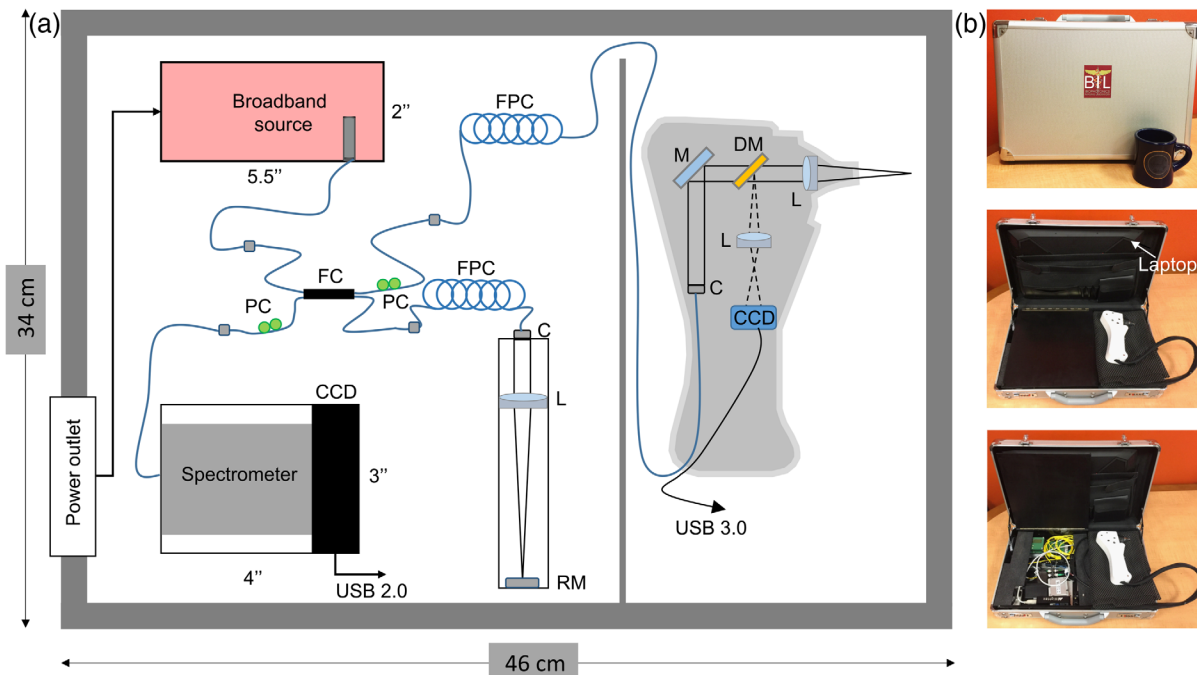 (a)
Broadband
source
2’’
5.5’’
FPC
M
DM
L
L
FC
PC
FPC
PC
C
CCD
34 cm
C
L
CCD
Spectrometer
3’’
Power outlet
4’’
USB 2.0
RM
USB 3.0
46 cm
(b)
BIL
Laptop